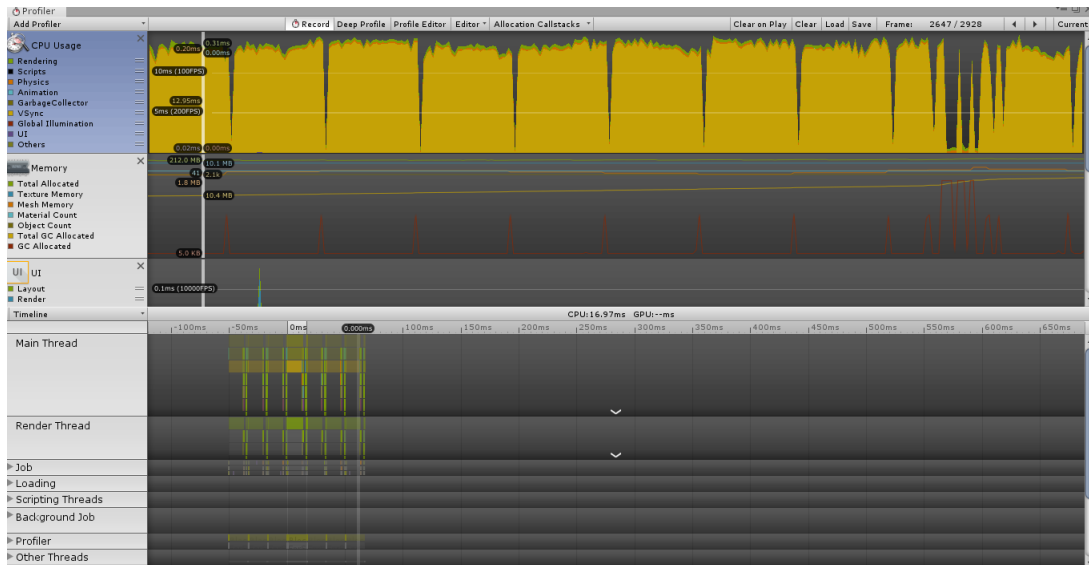 Profiler
Add Profiler Record Deep Profile Profile Editor Editor Allocation Callstacks Clear on Play Clear Load Save Frame: 2647 / 2928 Current
CPU Usage
Rendering
Scripts
Physics
Animation
GarbageCollector
VSync
Global Illumination
UI
Others
0.20ms 0.31ms
0.00ms
10ms (100FPS)
12.95ms
5ms (200FPS)
0.02ms 0.00ms
Memory
Total Allocated
Texture Memory
Mesh Memory
Material Count
Object Count
Total GC Allocated
GC Allocated
212.0 MB 10.1 MB
41 2.1k
1.8 MB
10.4 MB
5.0 KB
UI UI
Layout
Render
0.1ms (10000FPS)
Timeline CPU:16.97ms GPU:--ms
-100ms -50ms 0ms 0.000ms 100ms 150ms 200ms 250ms 300ms 350ms 400ms 450ms 500ms 550ms 600ms 650ms
Main Thread
Render Thread
Job
Loading
Scripting Threads
Background Job
Profiler
Other Threads